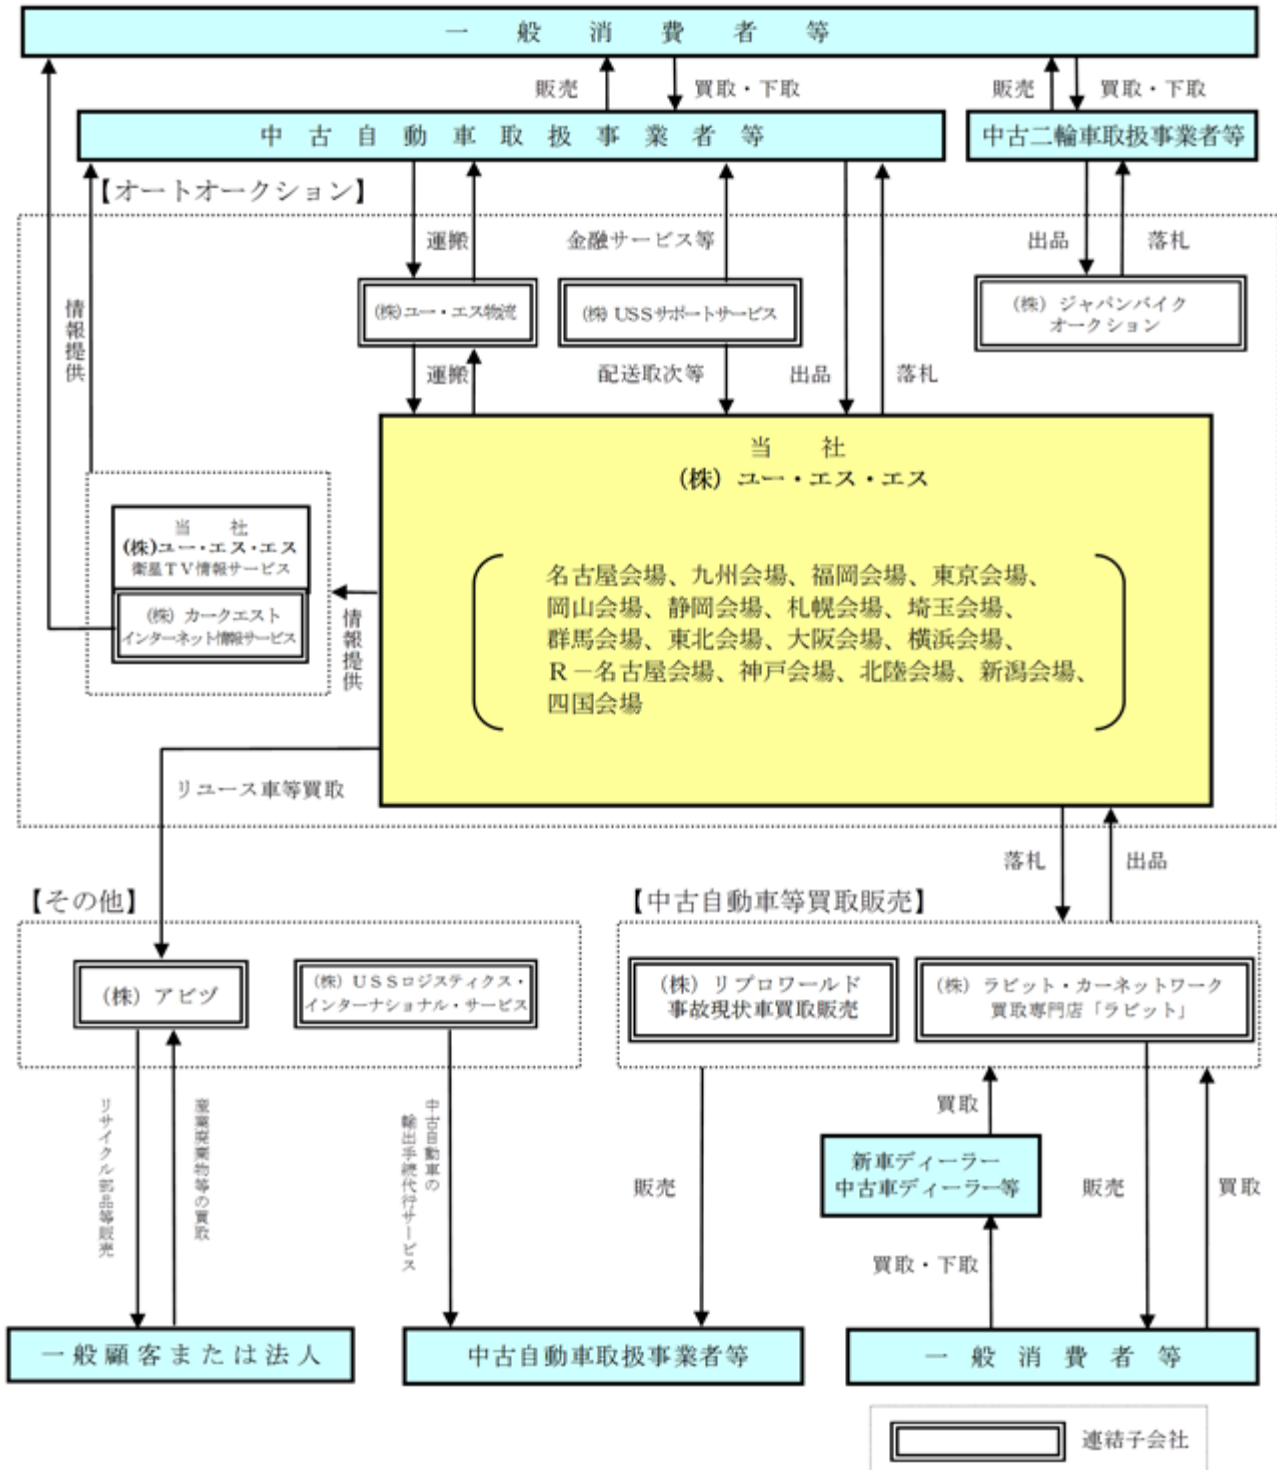 一般消費者等
販売
買取・下取
販売
買取・下取
中古自動車取扱事業者等
中古二輪車取扱事業者等
【オートオークション】
運搬
金融サービス等
出品
落札
情報提供
(株)ユー・エス物流
(株)USSサポートサービス
(株)ジャパンバイク
オークション
運搬
配送取次等
出品
落札
当社
(株)ユー・エス・エス
名古屋会場、九州会場、福岡会場、東京会場、
岡山会場、静岡会場、札幌会場、埼玉会場、
群馬会場、東北会場、大阪会場、横浜会場、
R－名古屋会場、神戸会場、北陸会場、新潟会場、
四国会場
当社
(株)ユー・エス・エス
衛星TV情報サービス
(株)カークエスト
インターネット情報サービス
情報提供
リユース車等買取
落札
出品
【その他】
【中古自動車等買取販売】
(株)アビヅ
(株)USSロジスティクス・
インターナショナル・サービス
(株)リプロワールド
事故現状車買取販売
(株)ラビット・カーネットワーク
買取専門店「ラビット」
リサイクル部品等販売
産業廃棄物等の買取
中古自動車の
輸出手続代行サービス
販売
買取
新車ディーラー
中古車ディーラー等
販売
買取
買取・下取
一般顧客または法人
中古自動車取扱事業者等
一般消費者等
連結子会社